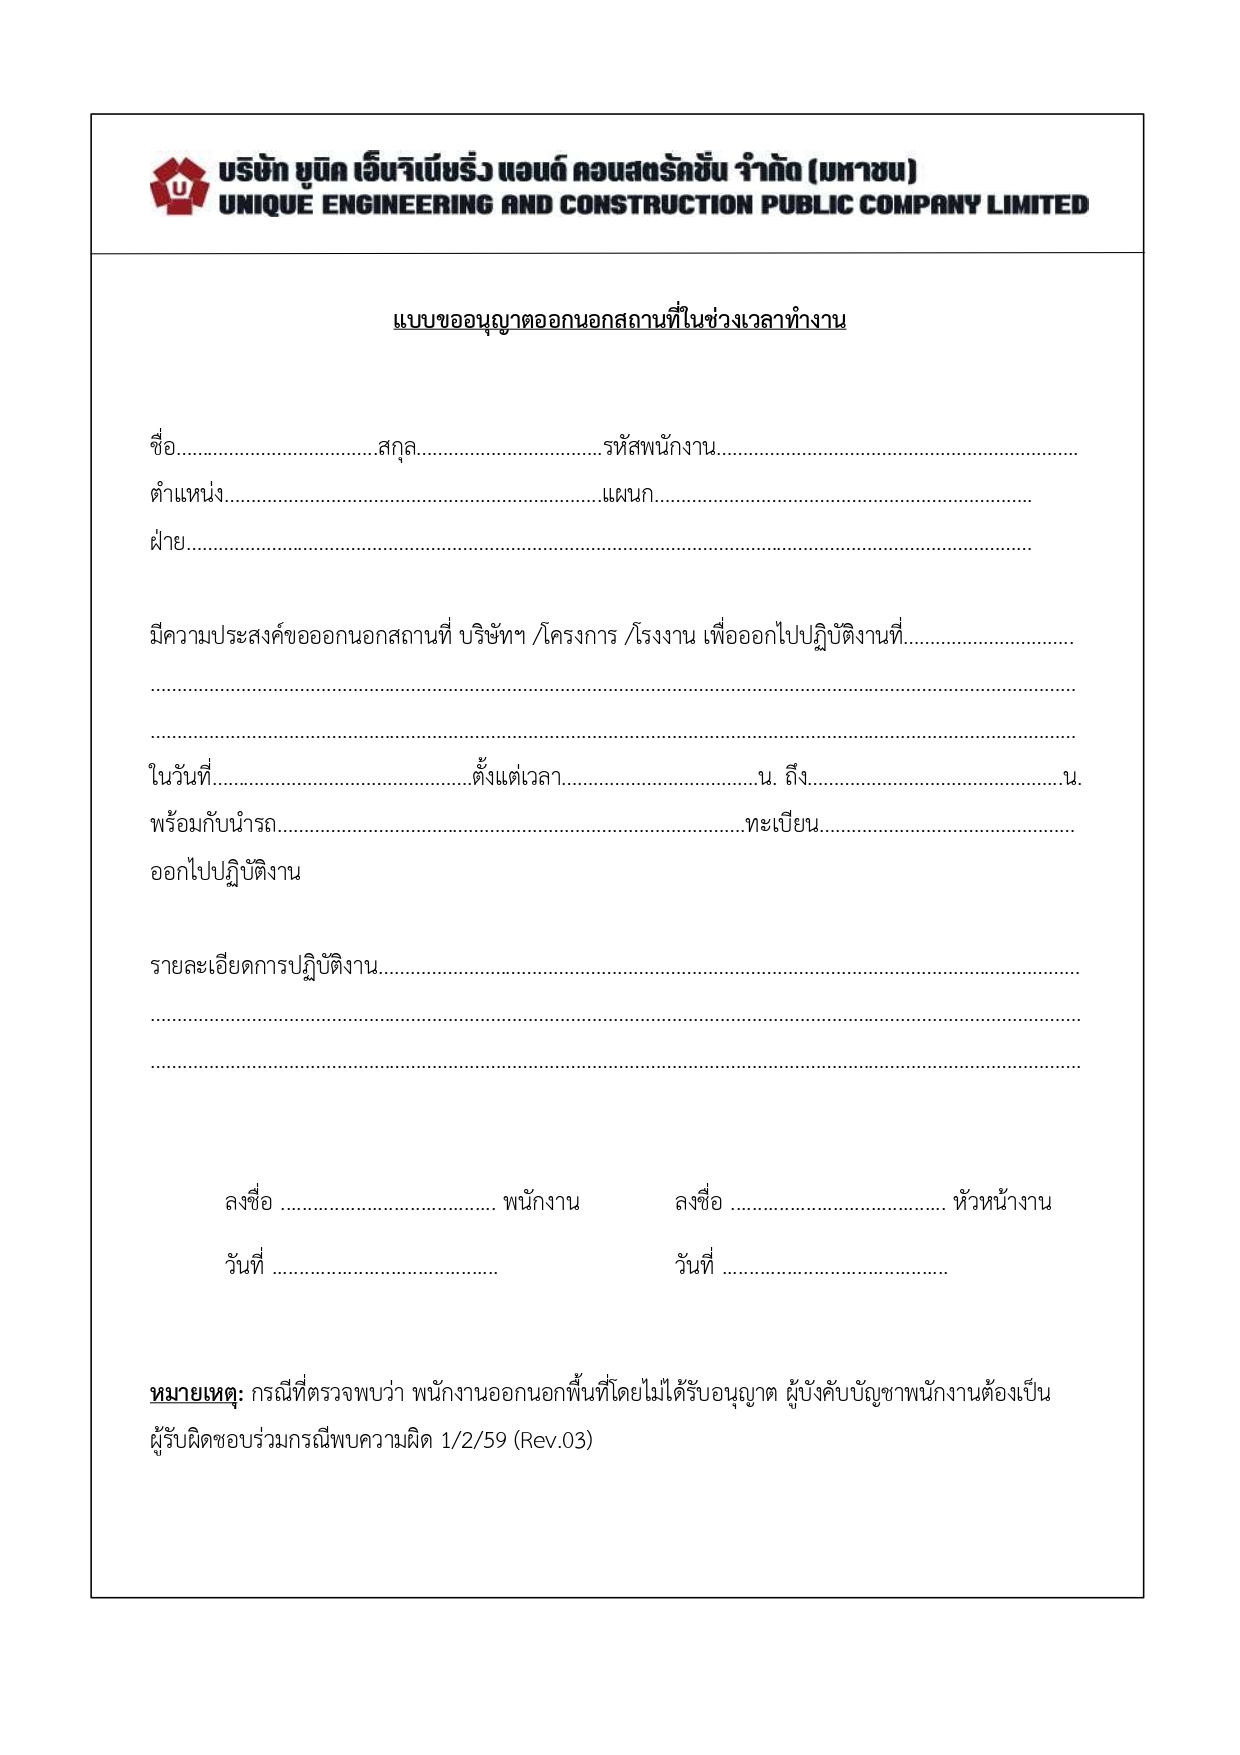 บริษัท ยูนิค เอ็นจิเนียริ่ง แอนด์ คอนสตรัคชั่น จำกัด (มหาชน)
U
UNIQUE ENGINEERING AND CONSTRUCTION PUBLIC COMPANY LIMITED
แบบขออนุญาตออกนอกสถานที่ในช่วงเวลาทำงาน
ชื่อ......................................สกุล...................................รหัสพนักงาน....................................................................
ตำแหน่ง.......................................................................แผนก.......................................................................
ฝ่าย...............................................................................................................................................................
มีความประสงค์ขอออกนอกสถานที่ บริษัทฯ /โครงการ /โรงงาน เพื่อออกไปปฏิบัติงานที่................................
..............................................................................................................................................................................
..............................................................................................................................................................................
ในวันที่.................................................ตั้งแต่เวลา.....................................น. ถึง................................................น.
พร้อมกับนำรถ........................................................................................ทะเบียน................................................
ออกไปปฏิบัติงาน
รายละเอียดการปฏิบัติงาน....................................................................................................................................
...............................................................................................................................................................................
...............................................................................................................................................................................
ลงชื่อ ........................................ พนักงาน ลงชื่อ ........................................ หัวหน้างาน
วันที่ .......................................... วันที่ ..........................................
หมายเหตุ: กรณีที่ตรวจพบว่า พนักงานออกนอกพื้นที่โดยไม่ได้รับอนุญาต ผู้บังคับบัญชาพนักงานต้องเป็น
ผู้รับผิดชอบร่วมกรณีพบความผิด 1/2/59 (Rev.03)